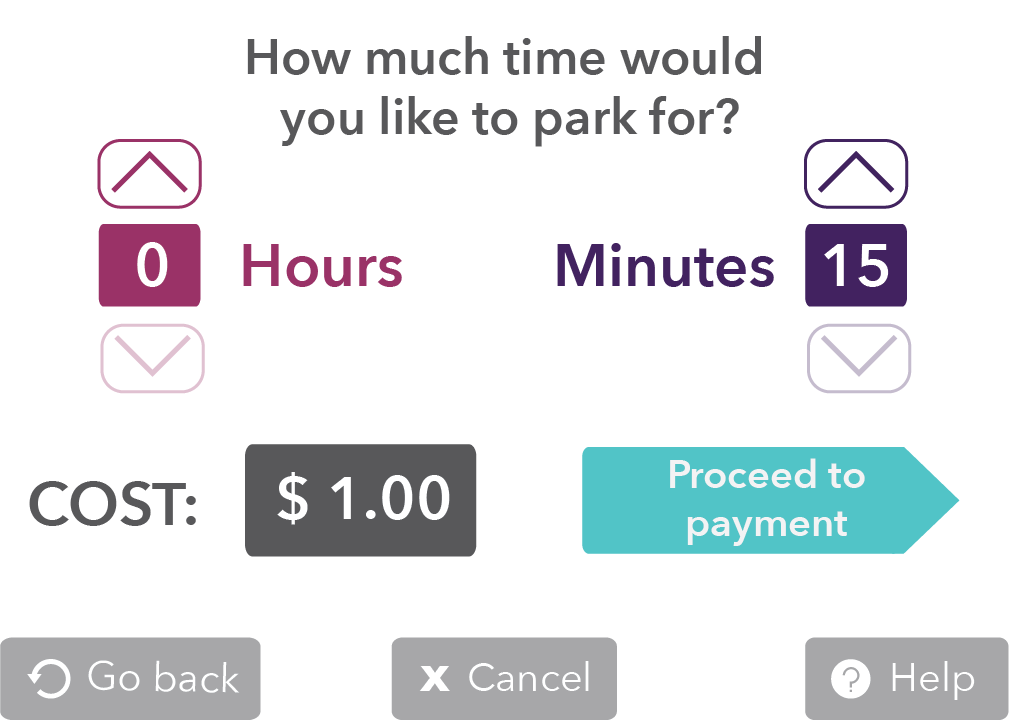 How much time would
you like to park for?
0 Hours
Minutes 15
COST: $ 1.00
Proceed to
payment
Go back
x Cancel
? Help